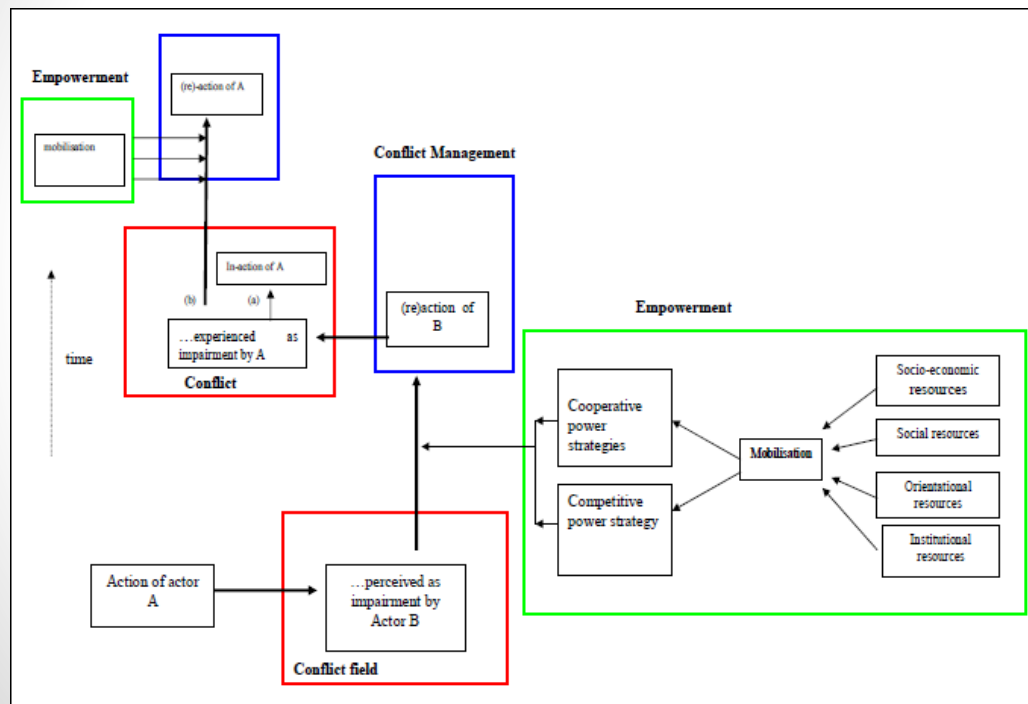 Empowerment
(re)-action of A
mobilisation
Conflict Management
In-action of A
(b)
(a)
(re)action of
B
…experienced as
impairment by A
Conflict
time
Empowerment
Cooperative
power
strategies
Competitive
power strategy
Mobilisation
Socio-economic
resources
Social resources
Orientational
resources
Institutional
resources
Action of actor
A
…perceived as
impairment by
Actor B
Conflict field